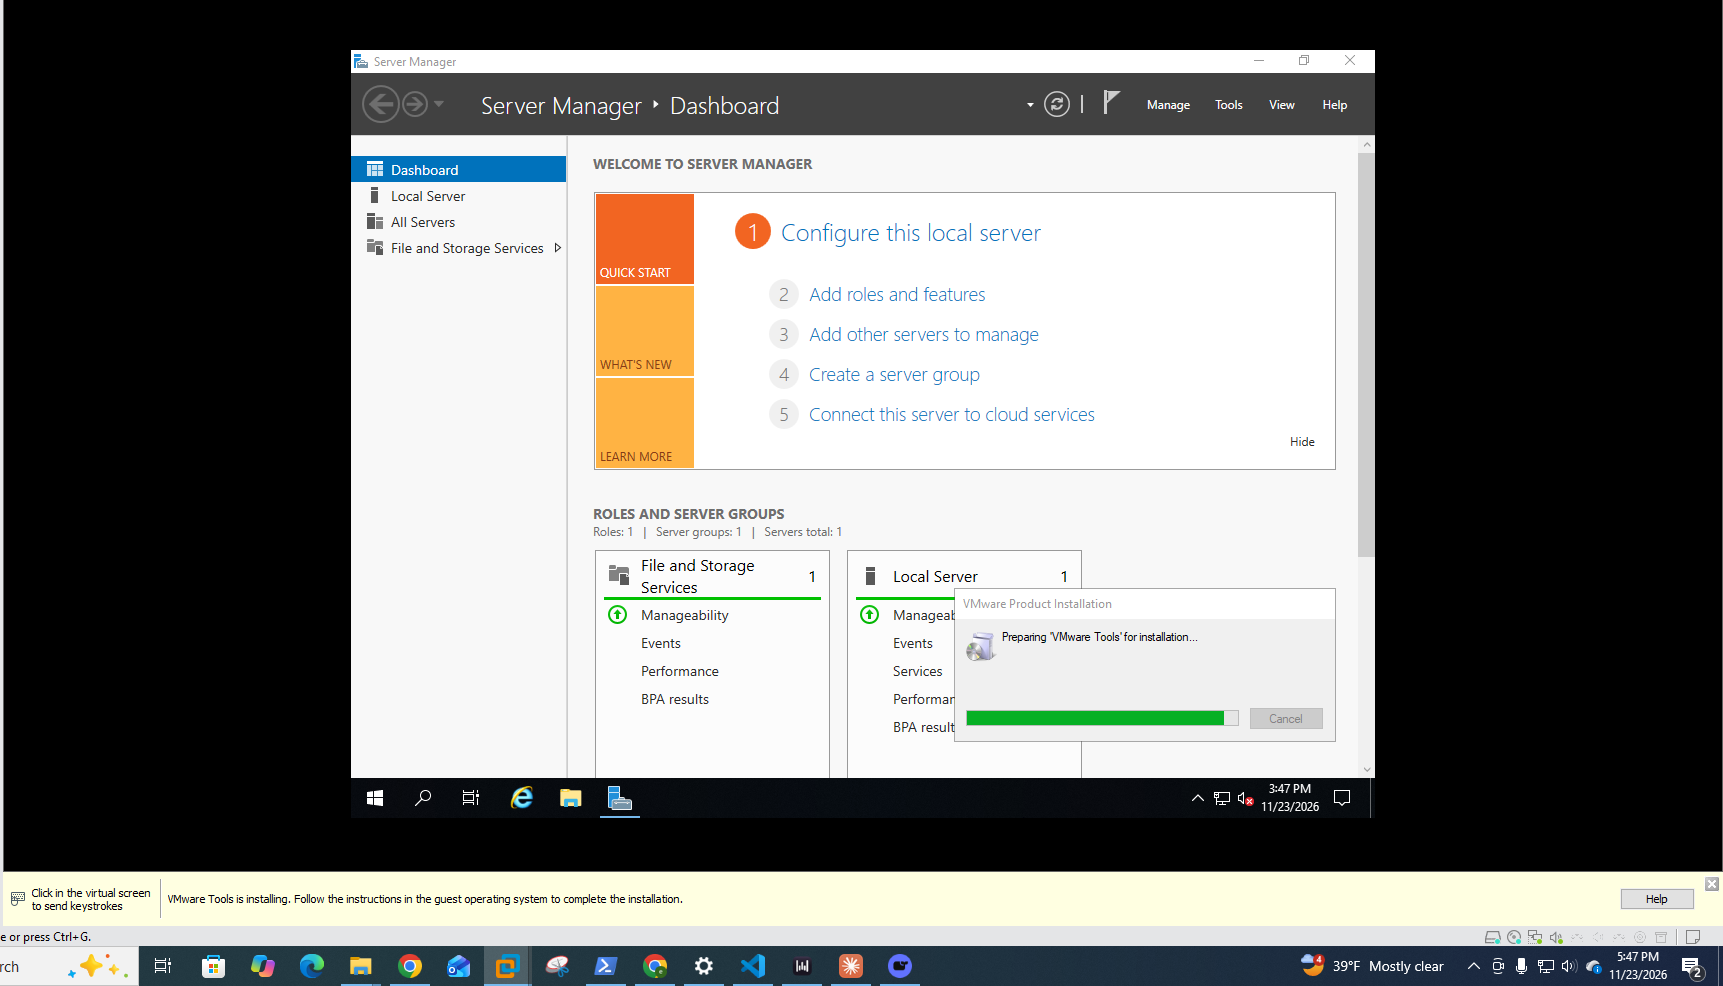 Server Manager
Server Manager ‣ Dashboard
Manage Tools View Help
Dashboard
Local Server
All Servers
File and Storage Services
WELCOME TO SERVER MANAGER
QUICK START
WHAT'S NEW
LEARN MORE
1 Configure this local server
2 Add roles and features
3 Add other servers to manage
4 Create a server group
5 Connect this server to cloud services
Hide
ROLES AND SERVER GROUPS
Roles: 1 | Server groups: 1 | Servers total: 1
File and Storage
Services
1
Manageability
Events
Performance
BPA results
Local Server 1
Manageab
Events
Services
Performan
BPA result
VMware Product Installation
Preparing 'VMware Tools' for installation...
Cancel
3:47 PM
11/23/2026
Click in the virtual screen
to send keystrokes
VMware Tools is installing. Follow the instructions in the guest operating system to complete the installation.
Help
e or press Ctrl+G.
rch
4
39°F Mostly clear
5:47 PM
11/23/2026
2